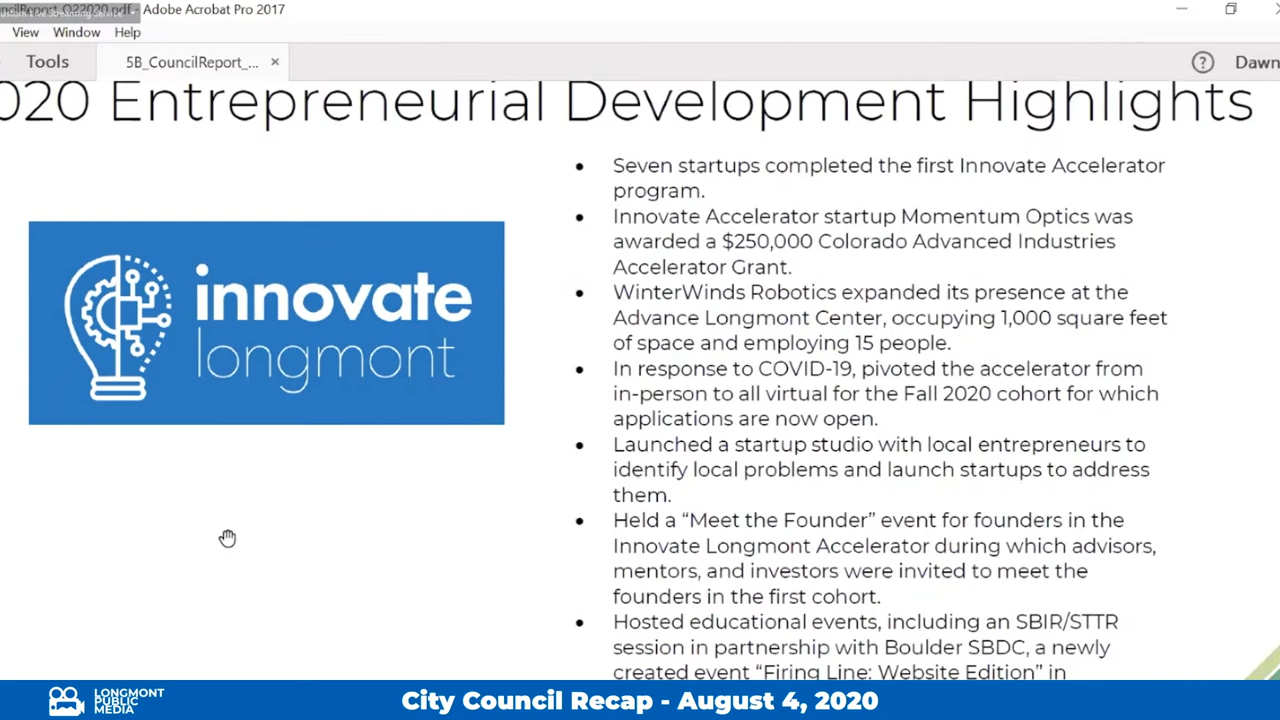 ncilReport_Q22020.pdf - Adobe Acrobat Pro 2017
View Window Help
Tools
5B_CouncilReport_... ×
? Dawn
020 Entrepreneurial Development Highlights
innovate
longmont
• Seven startups completed the first Innovate Accelerator
program.
• Innovate Accelerator startup Momentum Optics was
awarded a $250,000 Colorado Advanced Industries
Accelerator Grant.
• WinterWinds Robotics expanded its presence at the
Advance Longmont Center, occupying 1,000 square feet
of space and employing 15 people.
• In response to COVID-19, pivoted the accelerator from
in-person to all virtual for the Fall 2020 cohort for which
applications are now open.
• Launched a startup studio with local entrepreneurs to
identify local problems and launch startups to address
them.
• Held a “Meet the Founder” event for founders in the
Innovate Longmont Accelerator during which advisors,
mentors, and investors were invited to meet the
founders in the first cohort.
• Hosted educational events, including an SBIR/STTR
session in partnership with Boulder SBDC, a newly
created event “Firing Line: Website Edition” in
LONGMONT
PUBLIC
MEDIA
City Council Recap - August 4, 2020